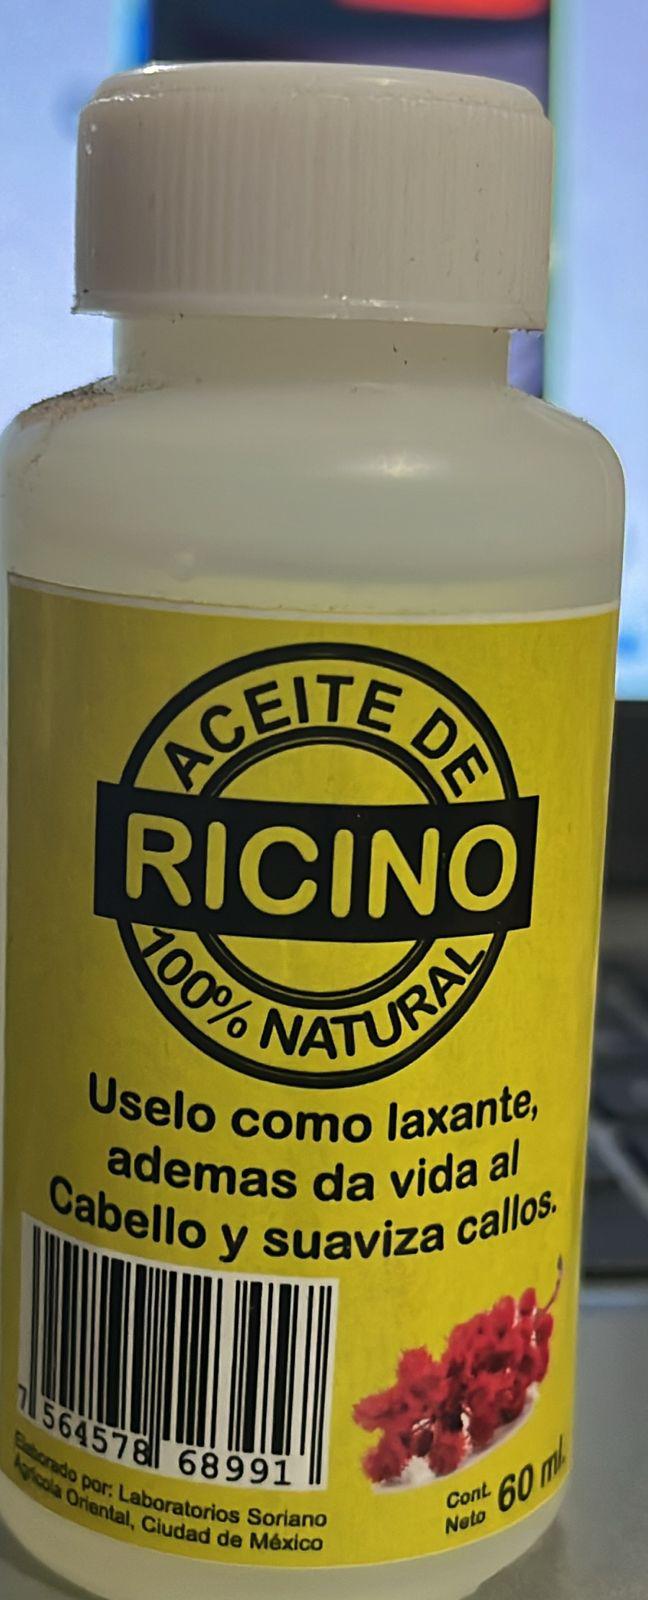 ACEITE DE
RICINO
100% NATURAL
Uselo como laxante,
ademas da vida al
Cabello y suaviza callos.
7 564578 68991
Elaborado por: Laboratorios Soriano
Agrícola Oriental, Ciudad de México
Cont. Neto 60 ml.